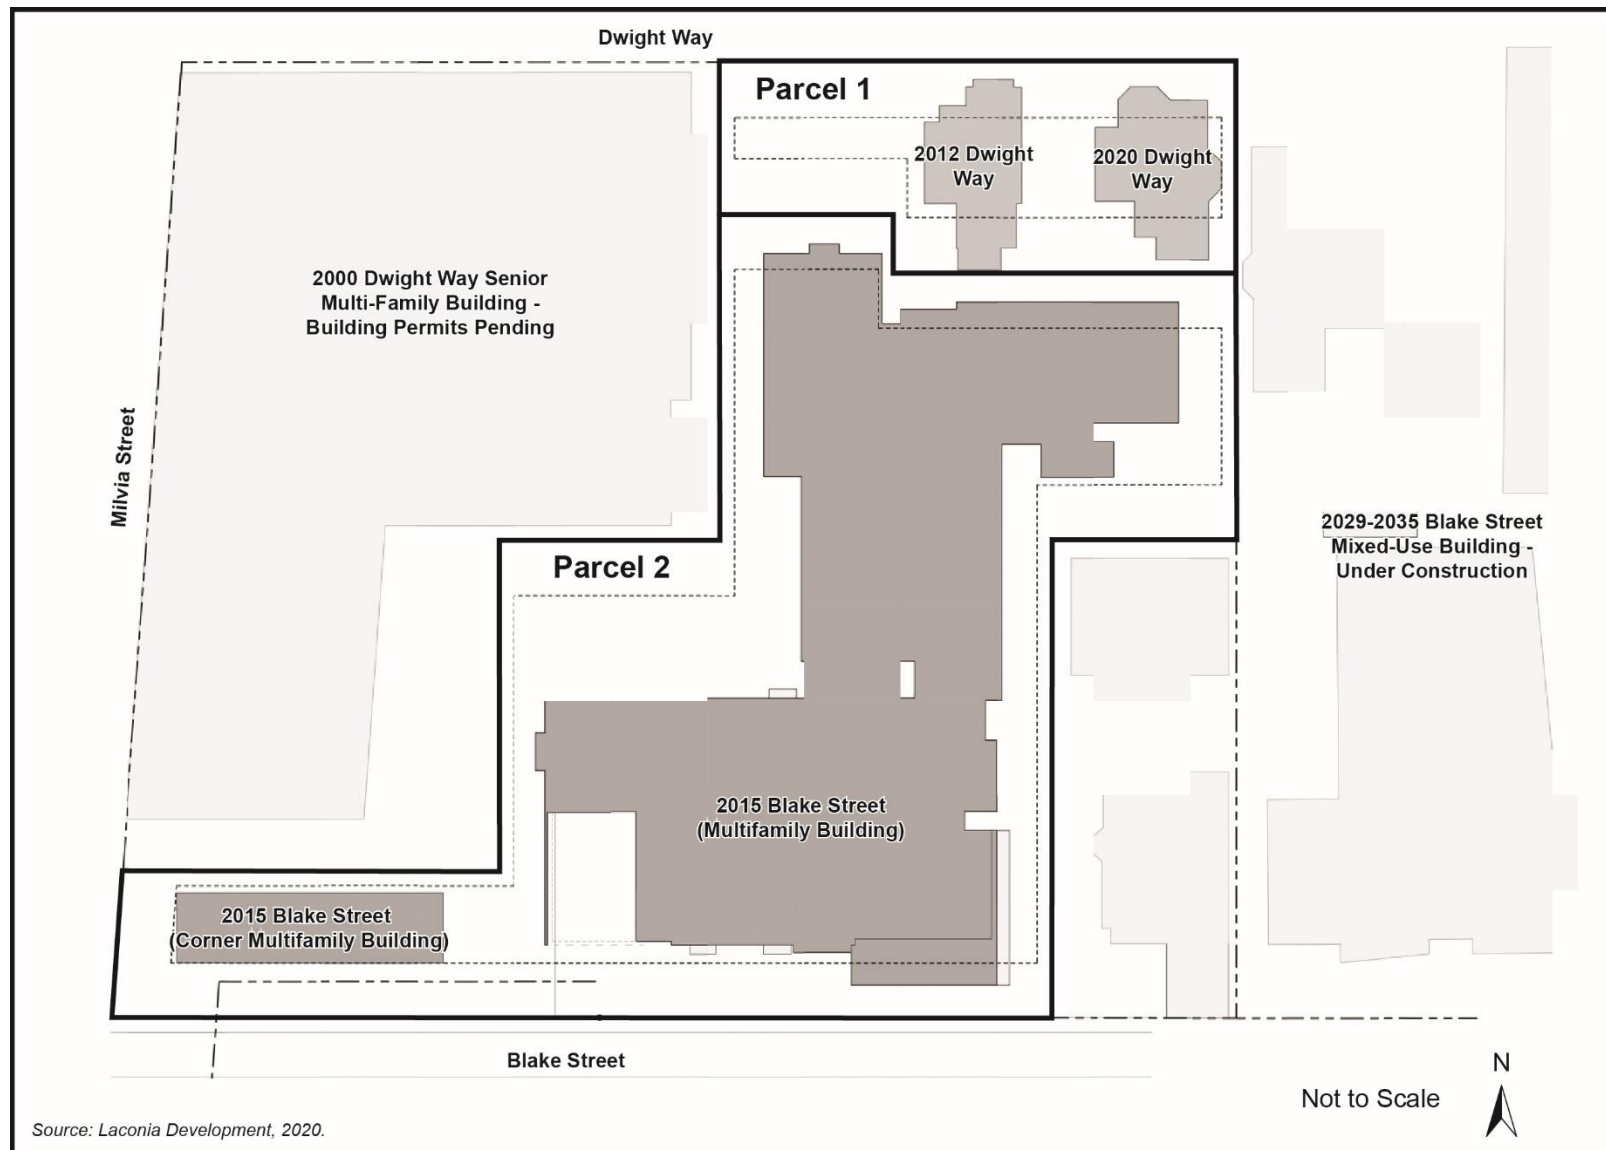 Dwight Way
Parcel 1
2012 Dwight
Way
2020 Dwight
Way
2000 Dwight Way Senior
Multi-Family Building -
Building Permits Pending
Milvia Street
2029-2035 Blake Street
Mixed-Use Building -
Under Construction
Parcel 2
2015 Blake Street
(Multifamily Building)
2015 Blake Street
(Corner Multifamily Building)
Blake Street
N
Not to Scale
Source: Laconia Development, 2020.